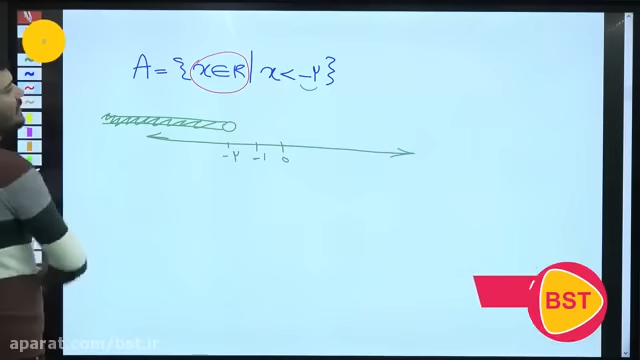 A = {x∈R | x < -۲}
-۲ -۱ ۰
BST
aparat.com/bst.ir